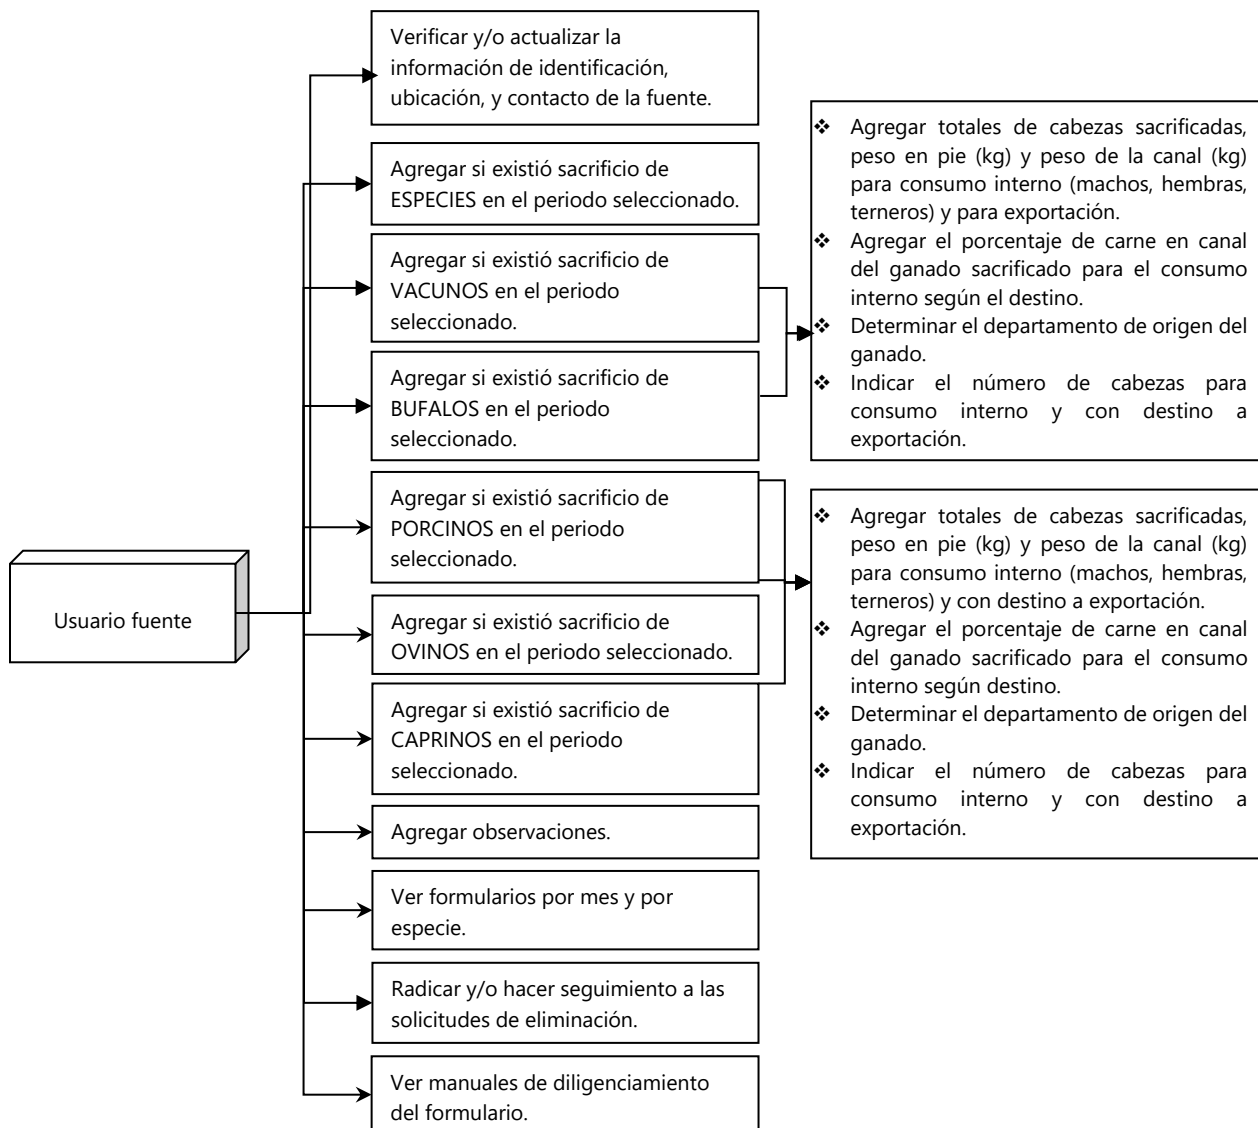 Verificar y/o actualizar la
información de identificación,
ubicación, y contacto de la fuente.
Agregar si existió sacrificio de
ESPECIES en el periodo seleccionado.
Agregar si existió sacrificio de
VACUNOS en el periodo
seleccionado.
Agregar si existió sacrificio de
BUFALOS en el periodo
seleccionado.
Agregar si existió sacrificio de
PORCINOS en el periodo
seleccionado.
Usuario fuente
Agregar si existió sacrificio de
OVINOS en el periodo seleccionado.
Agregar si existió sacrificio de
CAPRINOS en el periodo
seleccionado.
Agregar observaciones.
Ver formularios por mes y por
especie.
Radicar y/o hacer seguimiento a las
solicitudes de eliminación.
Ver manuales de diligenciamiento
del formulario.
❖ Agregar totales de cabezas sacrificadas,
peso en pie (kg) y peso de la canal (kg)
para consumo interno (machos, hembras,
terneros) y para exportación.
❖ Agregar el porcentaje de carne en canal
del ganado sacrificado para el consumo
interno según el destino.
❖ Determinar el departamento de origen del
ganado.
❖ Indicar el número de cabezas para
consumo interno y con destino a
exportación.
❖ Agregar totales de cabezas sacrificadas,
peso en pie (kg) y peso de la canal (kg)
para consumo interno (machos, hembras,
terneros) y con destino a exportación.
❖ Agregar el porcentaje de carne en canal
del ganado sacrificado para el consumo
interno según destino.
❖ Determinar el departamento de origen del
ganado.
❖ Indicar el número de cabezas para
consumo interno y con destino a
exportación.